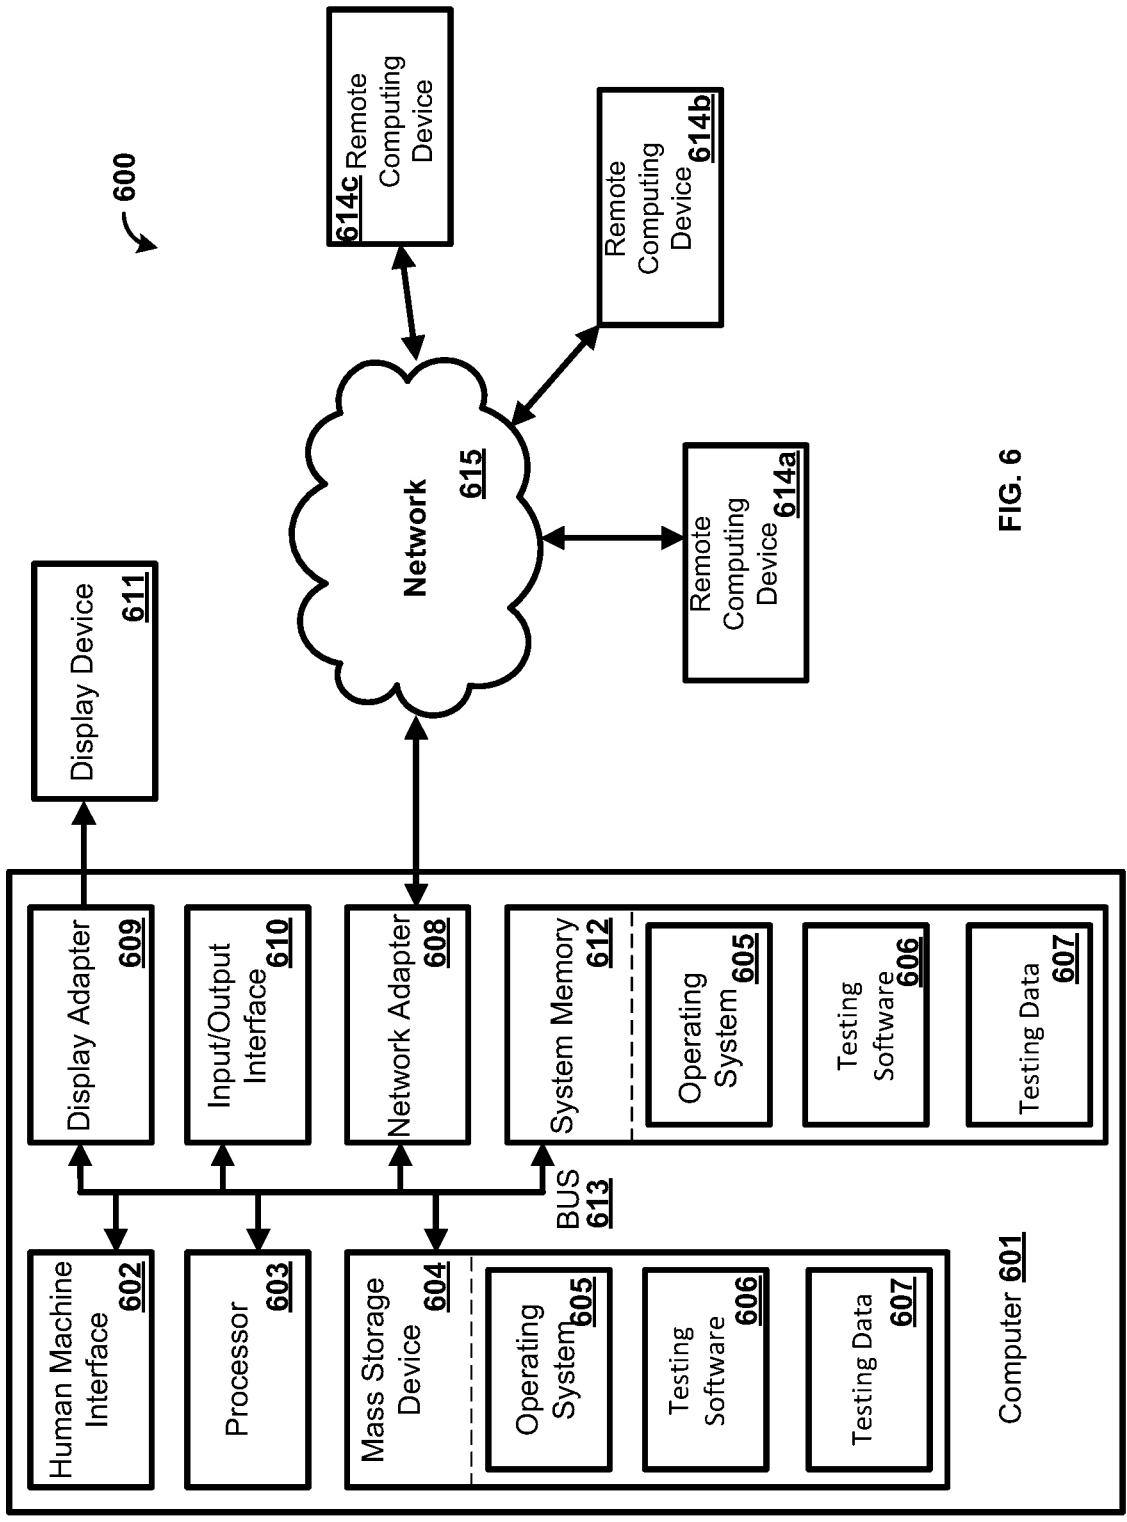 600
Human Machine
Interface
602
Processor
603
Mass Storage
Device
604
Operating
System
605
Testing
Software
606
Testing Data
607
Computer 601
BUS
613
Display Adapter
609
Input/Output
Interface
610
Network Adapter
608
System Memory
612
Operating
System
605
Testing
Software
606
Testing Data
607
Display Device
611
Network
615
614c
Remote
Computing
Device
Remote
Computing
Device
614b
Remote
Computing
Device
614a
FIG. 6